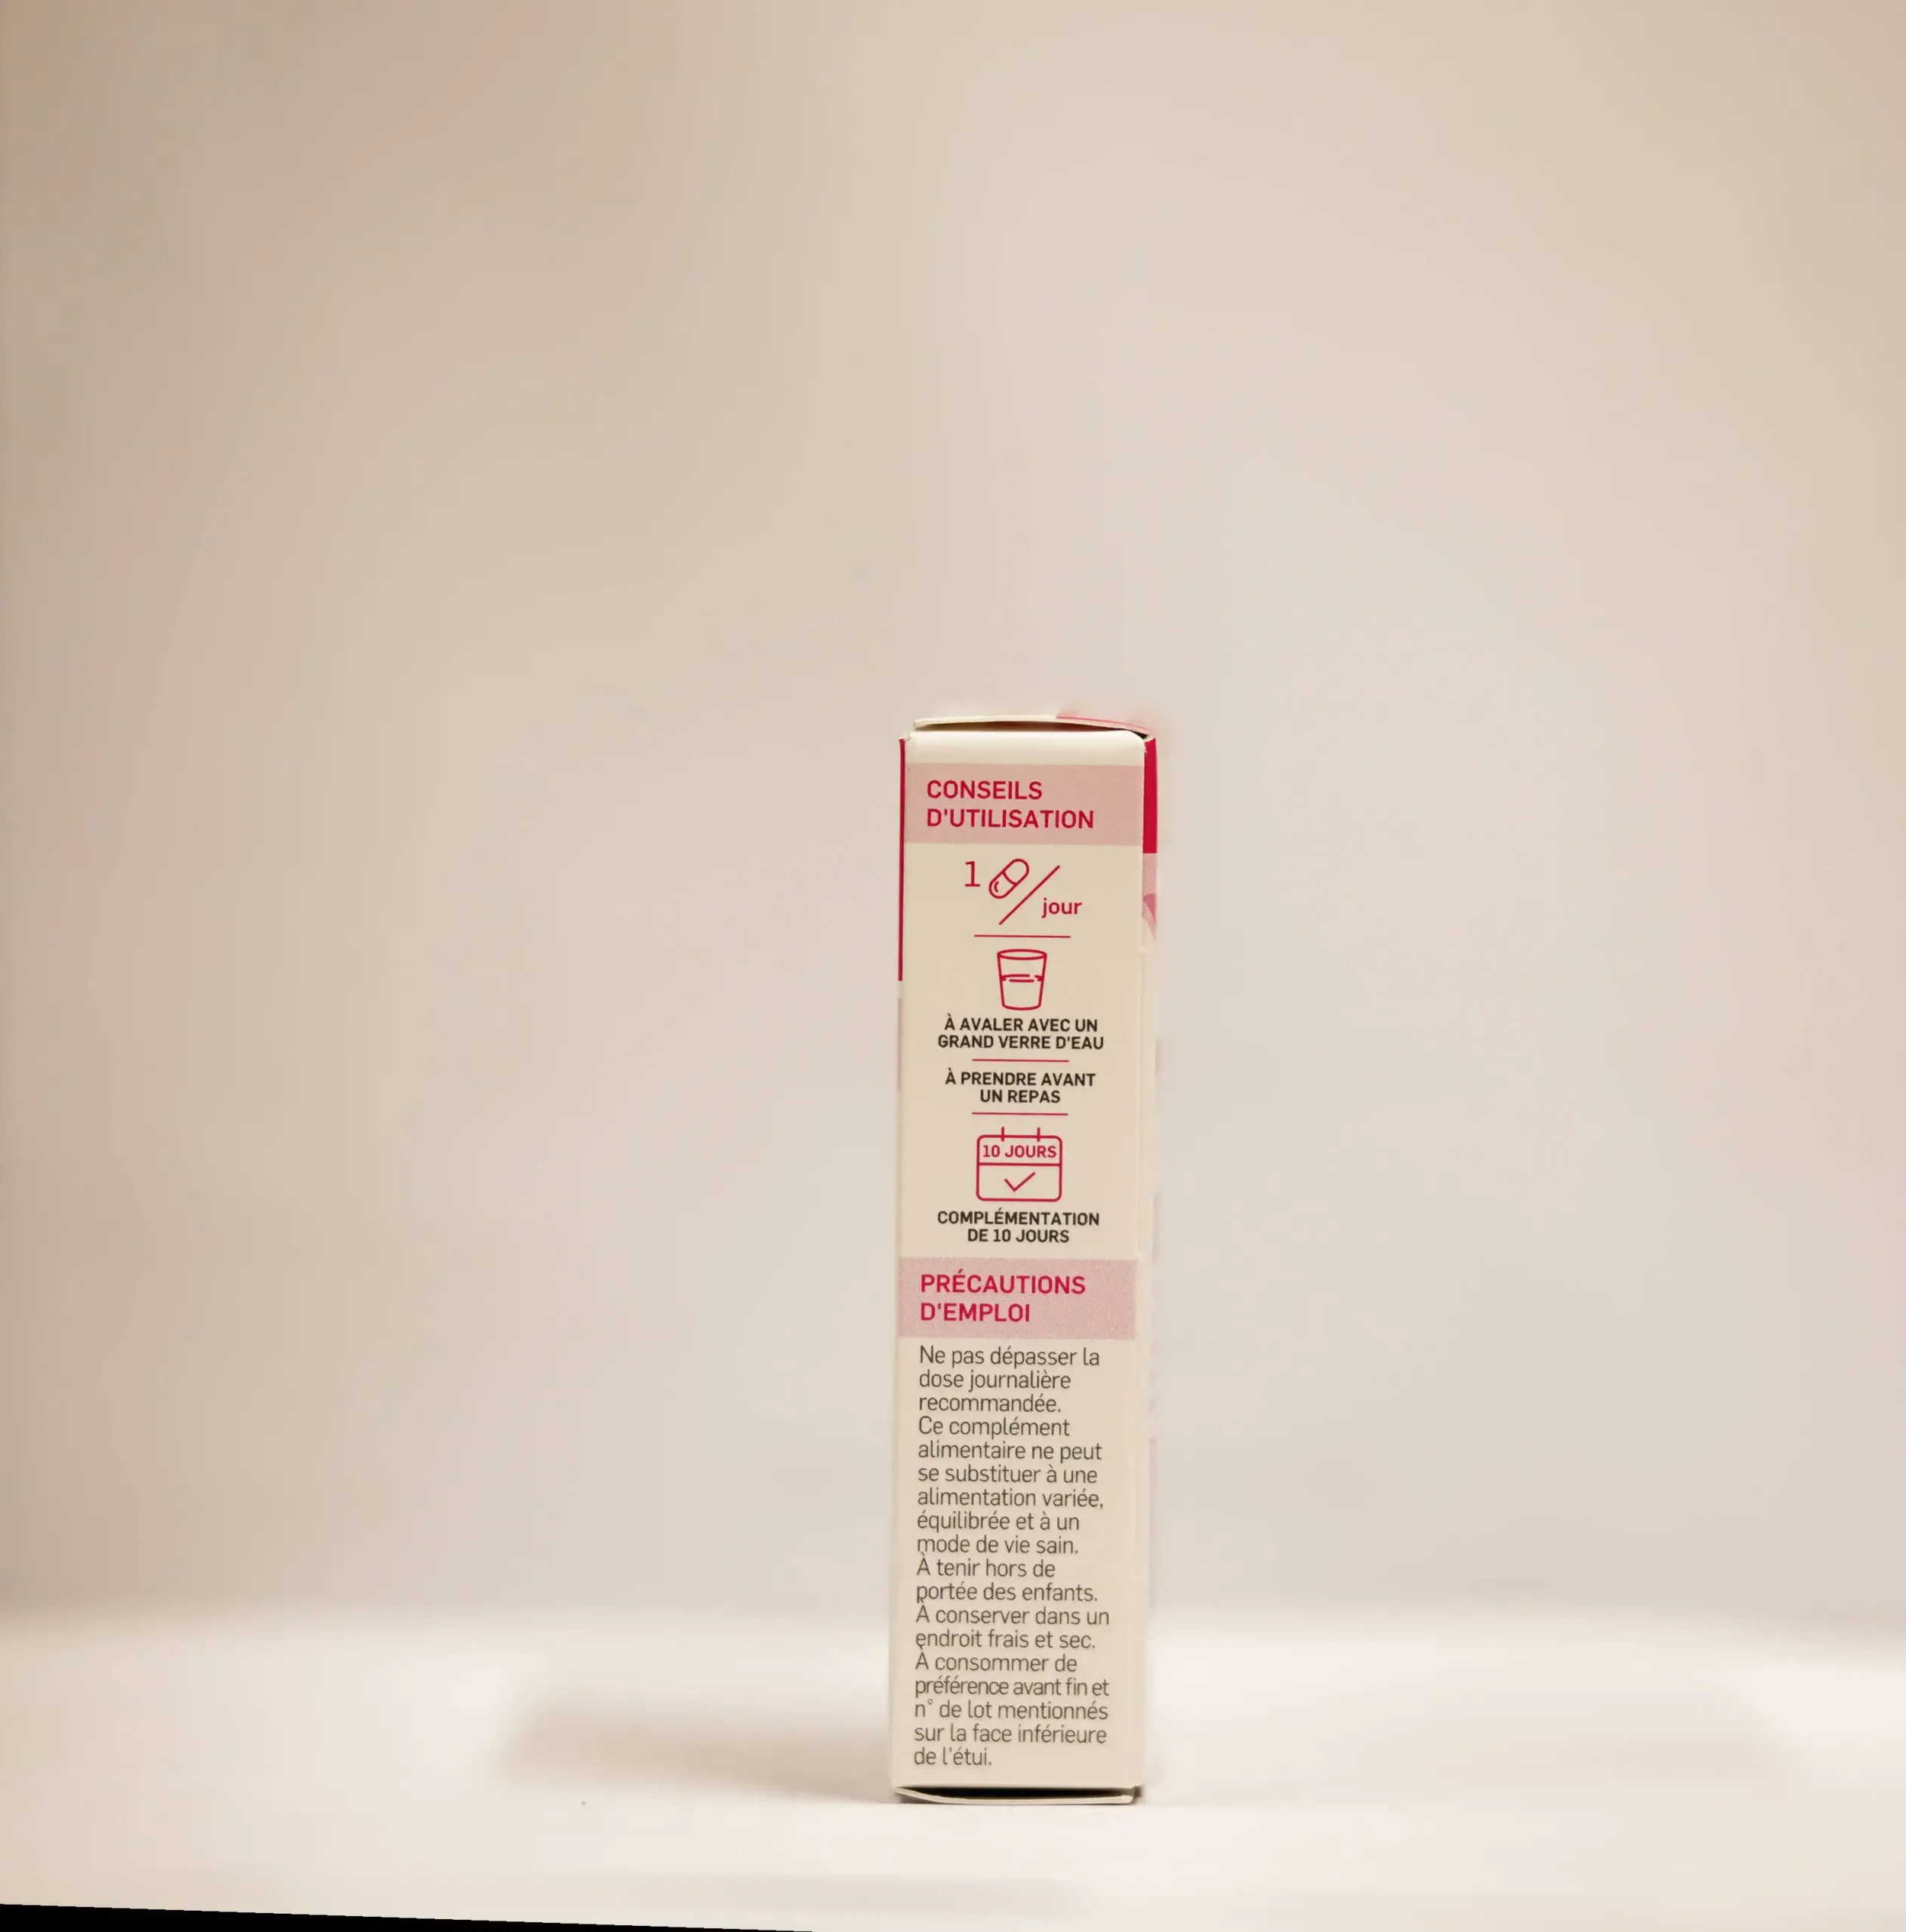 CONSEILS
D'UTILISATION
1
jour
À AVALER AVEC UN
GRAND VERRE D'EAU
À PRENDRE AVANT
UN REPAS
10 JOURS
COMPLÉMENTATION
DE 10 JOURS
PRÉCAUTIONS
D'EMPLOI
Ne pas dépasser la
dose journalière
recommandée.
Ce complément
alimentaire ne peut
se substituer à une
alimentation variée,
équilibrée et à un
mode de vie sain.
À tenir hors de
portée des enfants.
À conserver dans un
endroit frais et sec.
À consommer de
préférence avant fin et
n° de lot mentionnés
sur la face inférieure
de l'étui.